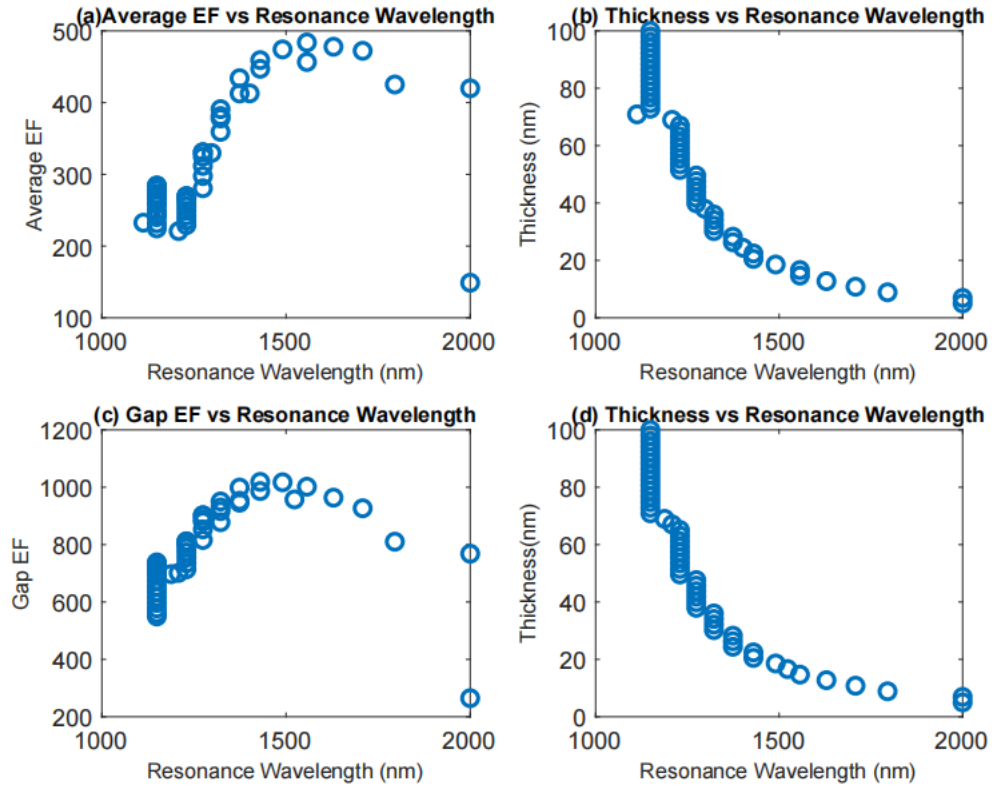 (a)Average EF vs Resonance Wavelength
500
400
300
200
100
Average EF
1000
1500
2000
Resonance Wavelength (nm)
(b) Thickness vs Resonance Wavelength
100
80
60
40
20
0
Thickness (nm)
1000
1500
2000
Resonance Wavelength (nm)
(c) Gap EF vs Resonance Wavelength
1200
1000
800
600
400
200
Gap EF
1000
1500
2000
Resonance Wavelength (nm)
(d) Thickness vs Resonance Wavelength
100
80
60
40
20
0
Thickness(nm)
1000
1500
2000
Resonance Wavelength (nm)